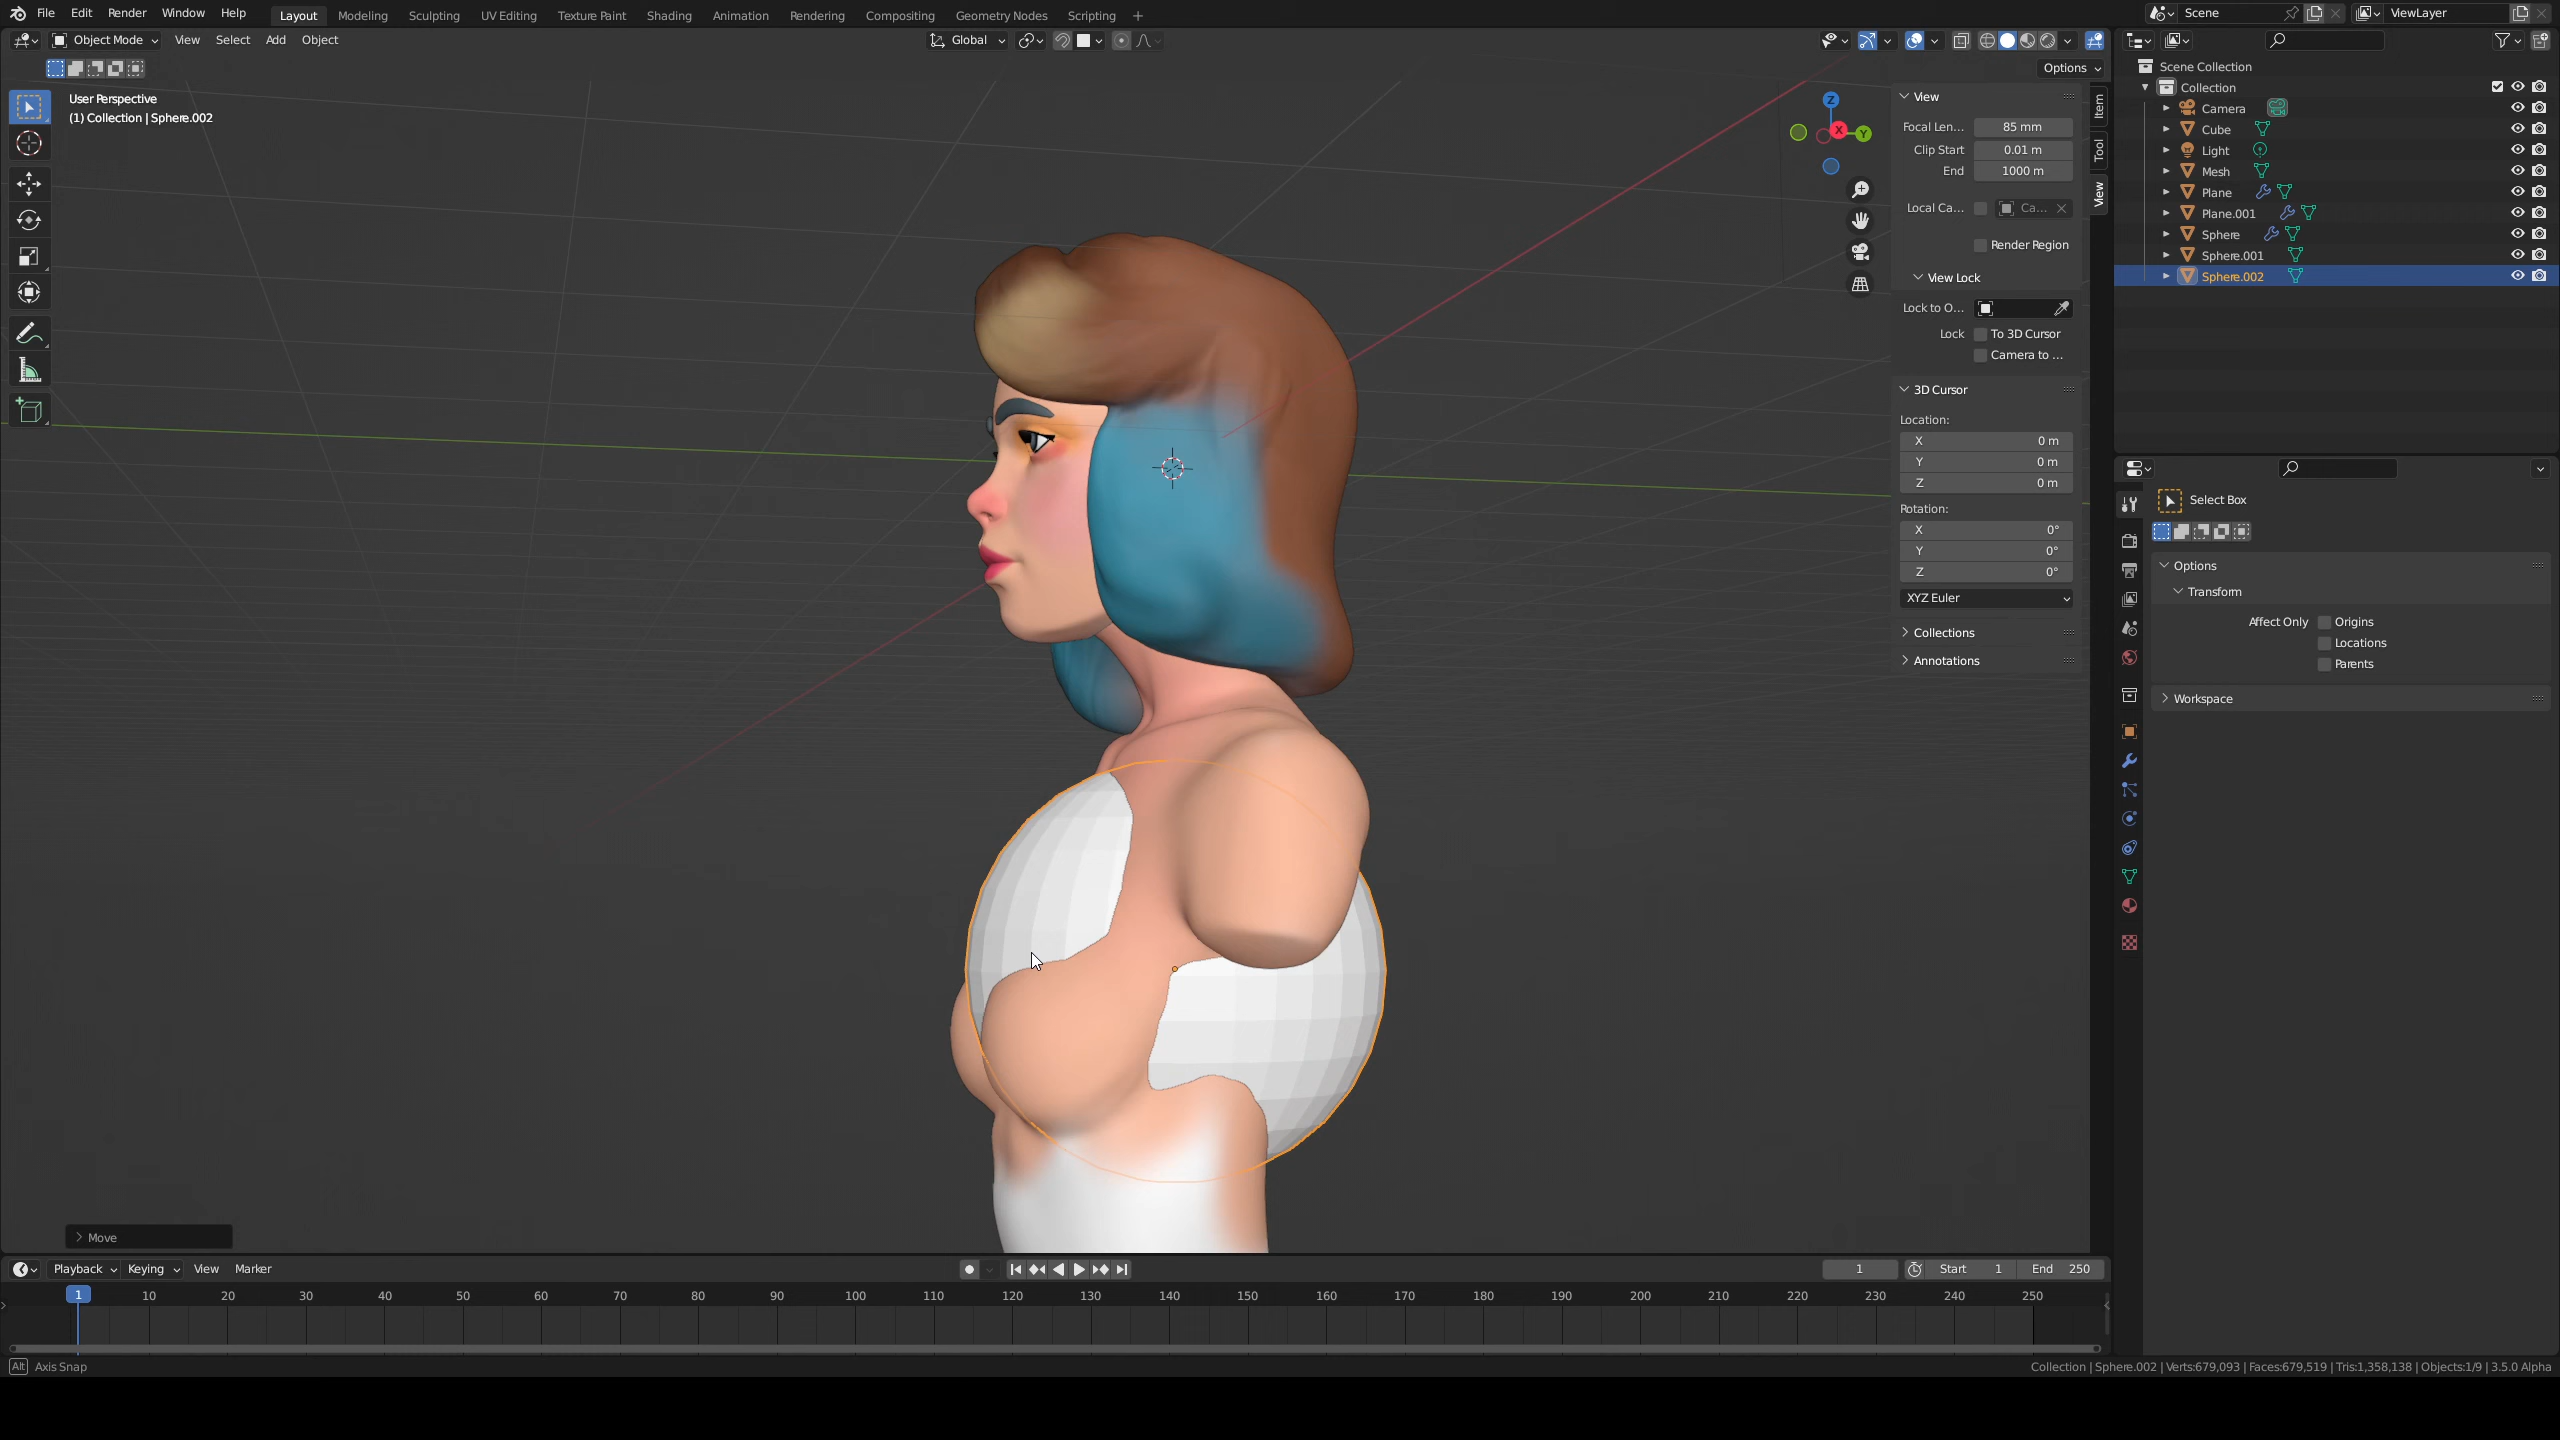 File Edit Render Window Help Layout Modeling Sculpting UV Editing Texture Paint Shading Animation Rendering Compositing Geometry Nodes Scripting + Scene ViewLayer
Object Mode View Select Add Object Global
Options
User Perspective
(1) Collection | Sphere.002
Z
X
Y
View
Focal Len... 85 mm
Clip Start 0.01 m
End 1000 m
Local Ca... Ca...
Render Region
View Lock
Lock to O...
Lock To 3D Cursor
Camera to ...
3D Cursor
Location:
X 0 m
Y 0 m
Z 0 m
Rotation:
X 0°
Y 0°
Z 0°
XYZ Euler
Collections
Annotations
Item
Tool
View
Scene Collection
Collection
Camera
Cube
Light
Mesh
Plane
Plane.001
Sphere
Sphere.001
Sphere.002
Select Box
Options
Transform
Affect Only Origins
Locations
Parents
Workspace
Move
Playback Keying View Marker 1 Start 1 End 250
1 10 20 30 40 50 60 70 80 90 100 110 120 130 140 150 160 170 180 190 200 210 220 230 240 250
Alt Axis Snap
Collection | Sphere.002 | Verts:679,093 | Faces:679,519 | Tris:1,358,138 | Objects:1/9 | 3.5.0 Alpha